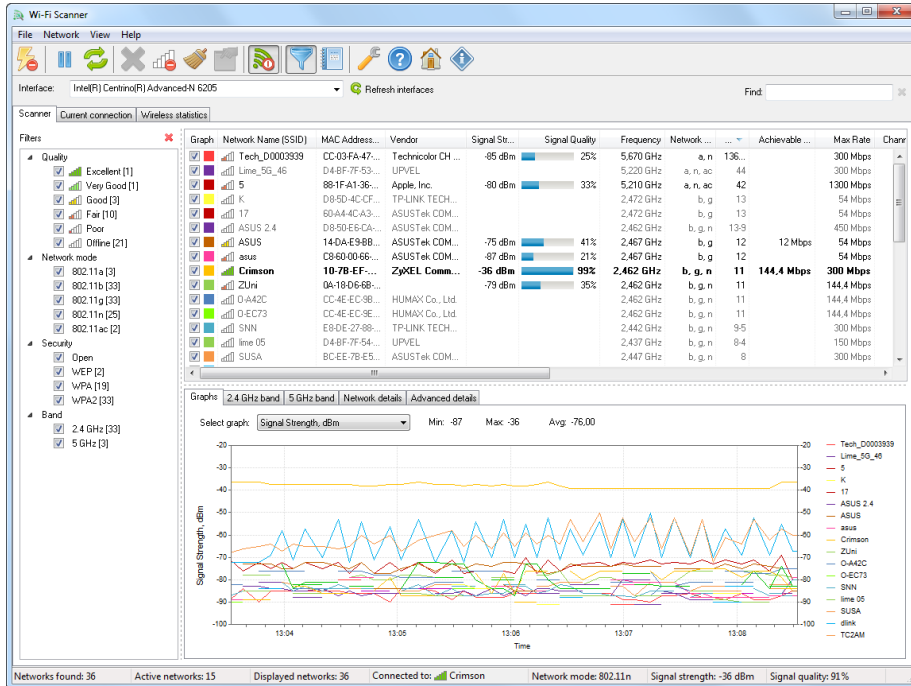 Wi-Fi Scanner
File Network View Help
Interface: Intel(R) Centrino(R) Advanced-N 6205 Refresh interfaces Find:
Scanner Current connection Wireless statistics
Filters
Quality
Excellent [1]
Very Good [1]
Good [3]
Fair [10]
Poor
Offline [21]
Network mode
802.11a [3]
802.11b [33]
802.11g [33]
802.11n [25]
802.11ac [2]
Security
Open
WEP [2]
WPA [19]
WPA2 [33]
Band
2.4 GHz [33]
5 GHz [3]
Graph Network Name (SSID) MAC Address... Vendor Signal Str... Signal Quality Frequency Network ... ... Achievable ... Max Rate Chanr
Tech_D0003939 CC-03-FA-47-... Technicolor CH ... -85 dBm 25% 5,670 GHz a, n 136... 300 Mbps
Lime_5G_46 D4-BF-7F-53-... UPVEL 5,220 GHz a, n, ac 44 300 Mbps
5 88-1F-A1-36-... Apple, Inc. -80 dBm 33% 5,210 GHz a, n, ac 42 1300 Mbps
K D8-5D-4C-CF... TP-LINK TECH... 2,472 GHz b, g 13 54 Mbps
17 60-A4-4C-A3-... ASUSTek COM... 2,472 GHz b, g 13 54 Mbps
ASUS 2.4 D8-50-E6-CA-... ASUSTek COM... 2,462 GHz b, g, n 13-9 450 Mbps
ASUS 14-DA-E9-BB... ASUSTek COM... -75 dBm 41% 2,467 GHz b, g 12 12 Mbps 54 Mbps
asus C8-60-00-66-... ASUSTek COM... -87 dBm 21% 2,467 GHz b, g 12 54 Mbps
Crimson 10-7B-EF-... ZyXEL Comm... -36 dBm 99% 2,462 GHz b, g, n 11 144,4 Mbps 300 Mbps
ZUni 0A-18-D6-6B-... -79 dBm 35% 2,462 GHz b, g, n 11 144,4 Mbps
O-A42C CC-4E-EC-9B... HUMAX Co., Ltd. 2,462 GHz b, g, n 11 144,4 Mbps
O-EC73 CC-4E-EC-9E... HUMAX Co., Ltd. 2,462 GHz b, g, n 11 144,4 Mbps
SNN E8-DE-27-88-... TP-LINK TECH... 2,442 GHz b, g, n 9-5 300 Mbps
lime 05 D4-BF-7F-54-... UPVEL 2,437 GHz b, g, n 8-4 150 Mbps
SUSA BC-EE-7B-E5... ASUSTek COM... 2,447 GHz b, g, n 8 300 Mbps
Graphs 2.4 GHz band 5 GHz band Network details Advanced details
Select graph: Signal Strength, dBm Min: -87 Max: -36 Avg: -76,00
Signal Strength, dBm
-20 -20
-30 -30
-40 -40
-50 -50
-60 -60
-70 -70
-80 -80
-90 -90
-100 -100
13:04 13:05 13:06 13:07 13:08
Time
Tech_D0003939
Lime_5G_46
5
K
17
ASUS 2.4
ASUS
asus
Crimson
ZUni
O-A42C
O-EC73
SNN
lime 05
SUSA
dlink
TC2AM
Networks found: 36 Active networks: 15 Displayed networks: 36 Connected to: Crimson Network mode: 802.11n Signal strength: -36 dBm Signal quality: 91%